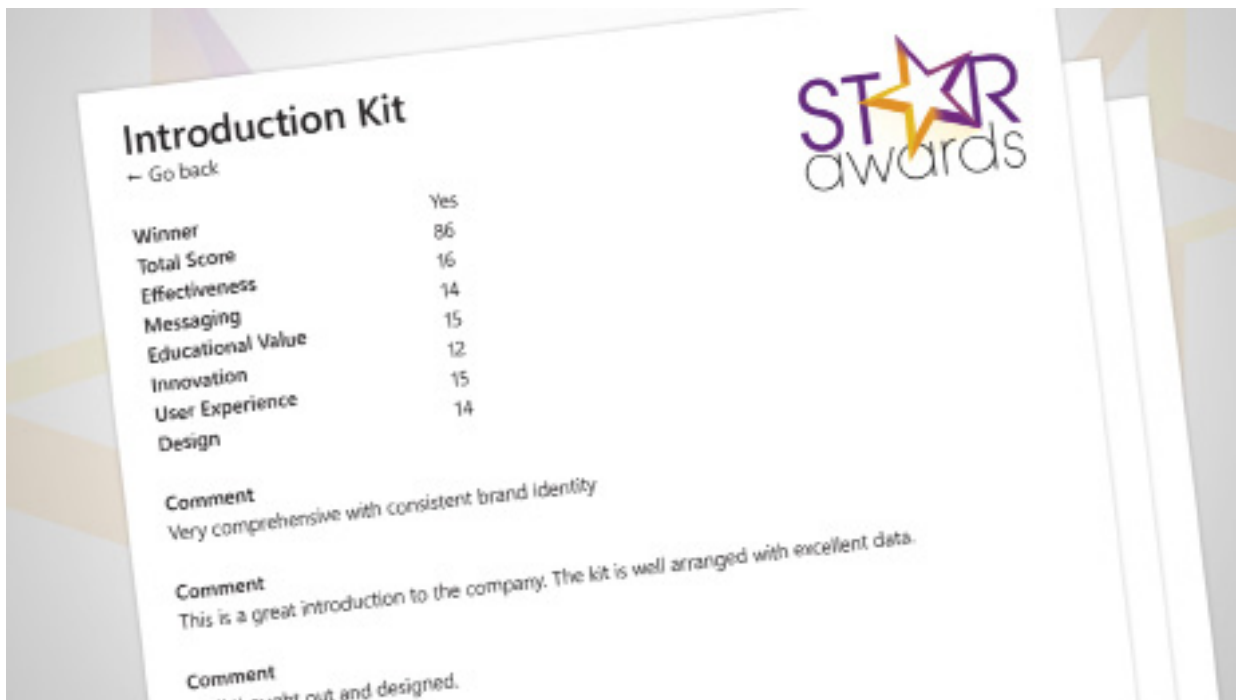 Introduction Kit
← Go back
STAR
awards
Winner Yes
Total Score 86
Effectiveness 16
Messaging 14
Educational Value 15
Innovation 12
User Experience 15
Design 14
Comment
Very comprehensive with consistent brand identity
Comment
This is a great introduction to the company. The kit is well arranged with excellent data.
Comment
out and designed.